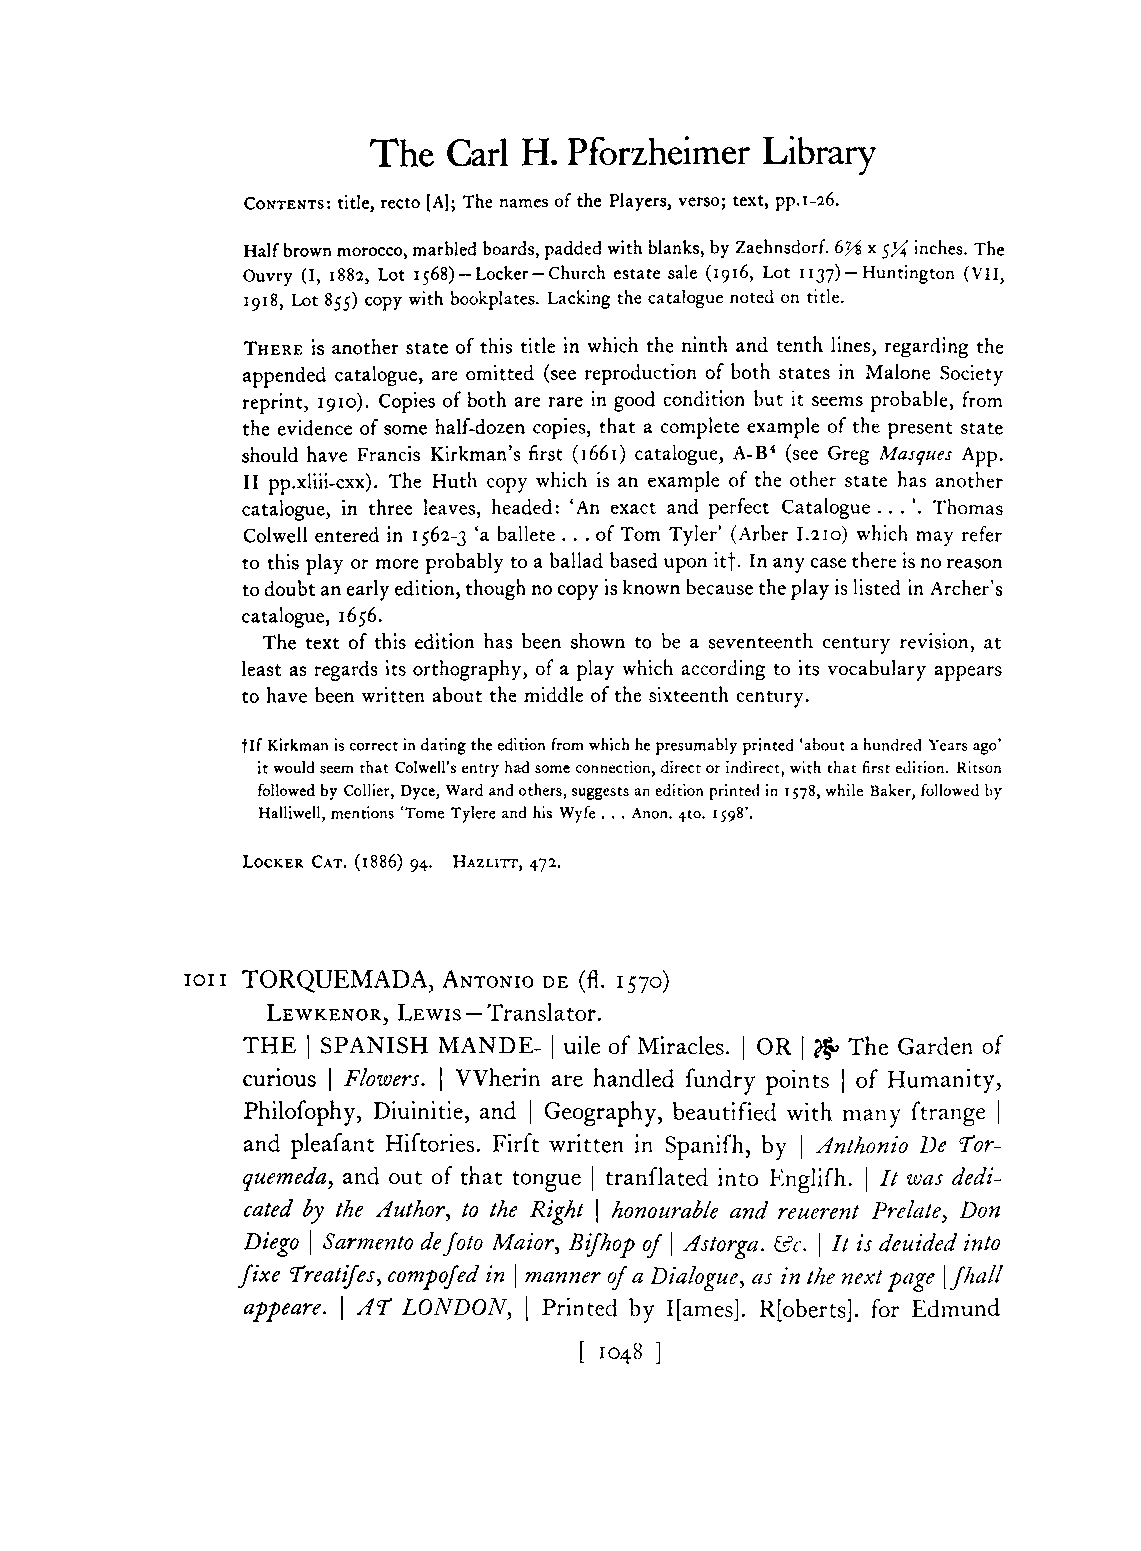 The Carl H. Pforzheimer Library
CONTENTS: title, recto [A]; The names of the Players, verso; text, pp.1-26.
Half brown morocco, marbled boards, padded with blanks, by Zaehnsdorf. 6⅞ x 5¼ inches. The
Ouvry (I, 1882, Lot 1568)—Locker—Church estate sale (1916, Lot 1137)—Huntington (VII,
1918, Lot 855) copy with bookplates. Lacking the catalogue noted on title.
THERE is another state of this title in which the ninth and tenth lines, regarding the
appended catalogue, are omitted (see reproduction of both states in Malone Society
reprint, 1910). Copies of both are rare in good condition but it seems probable, from
the evidence of some half-dozen copies, that a complete example of the present state
should have Francis Kirkman's first (1661) catalogue, A-B⁴ (see Greg Masques App.
II pp.xliii-cxx). The Huth copy which is an example of the other state has another
catalogue, in three leaves, headed: 'An exact and perfect Catalogue . . . '. Thomas
Colwell entered in 1562-3 'a ballete . . . of Tom Tyler' (Arber I.210) which may refer
to this play or more probably to a ballad based upon it†. In any case there is no reason
to doubt an early edition, though no copy is known because the play is listed in Archer's
catalogue, 1656.
The text of this edition has been shown to be a seventeenth century revision, at
least as regards its orthography, of a play which according to its vocabulary appears
to have been written about the middle of the sixteenth century.
†If Kirkman is correct in dating the edition from which he presumably printed 'about a hundred Years ago'
it would seem that Colwell's entry had some connection, direct or indirect, with that first edition. Ritson
followed by Collier, Dyce, Ward and others, suggests an edition printed in 1578, while Baker, followed by
Halliwell, mentions 'Tome Tylere and his Wyfe . . . Anon. 4to. 1598'.
LOCKER CAT. (1886) 94. HAZLITT, 472.
1011 TORQUEMADA, ANTONIO DE (fl. 1570)
LEWKENOR, LEWIS—Translator.
THE | SPANISH MANDE- | uile of Miracles. | OR | ❧ The Garden of
curious | Flowers. | VVherin are handled ſundry points | of Humanity,
Philoſophy, Diuinitie, and | Geography, beautified with many ſtrange |
and pleaſant Hiſtories. Firſt written in Spaniſh, by | Anthonio De Tor-
quemeda, and out of that tongue | tranſlated into Engliſh. | It was dedi-
cated by the Author, to the Right | honourable and reuerent Prelate, Don
Diego | Sarmento de ſoto Maior, Biſhop of | Astorga. &c. | It is deuided into
ſixe Treatiſes, compoſed in | manner of a Dialogue, as in the next page | ſhall
appeare. | AT LONDON, | Printed by I[ames]. R[oberts]. for Edmund
[ 1048 ]